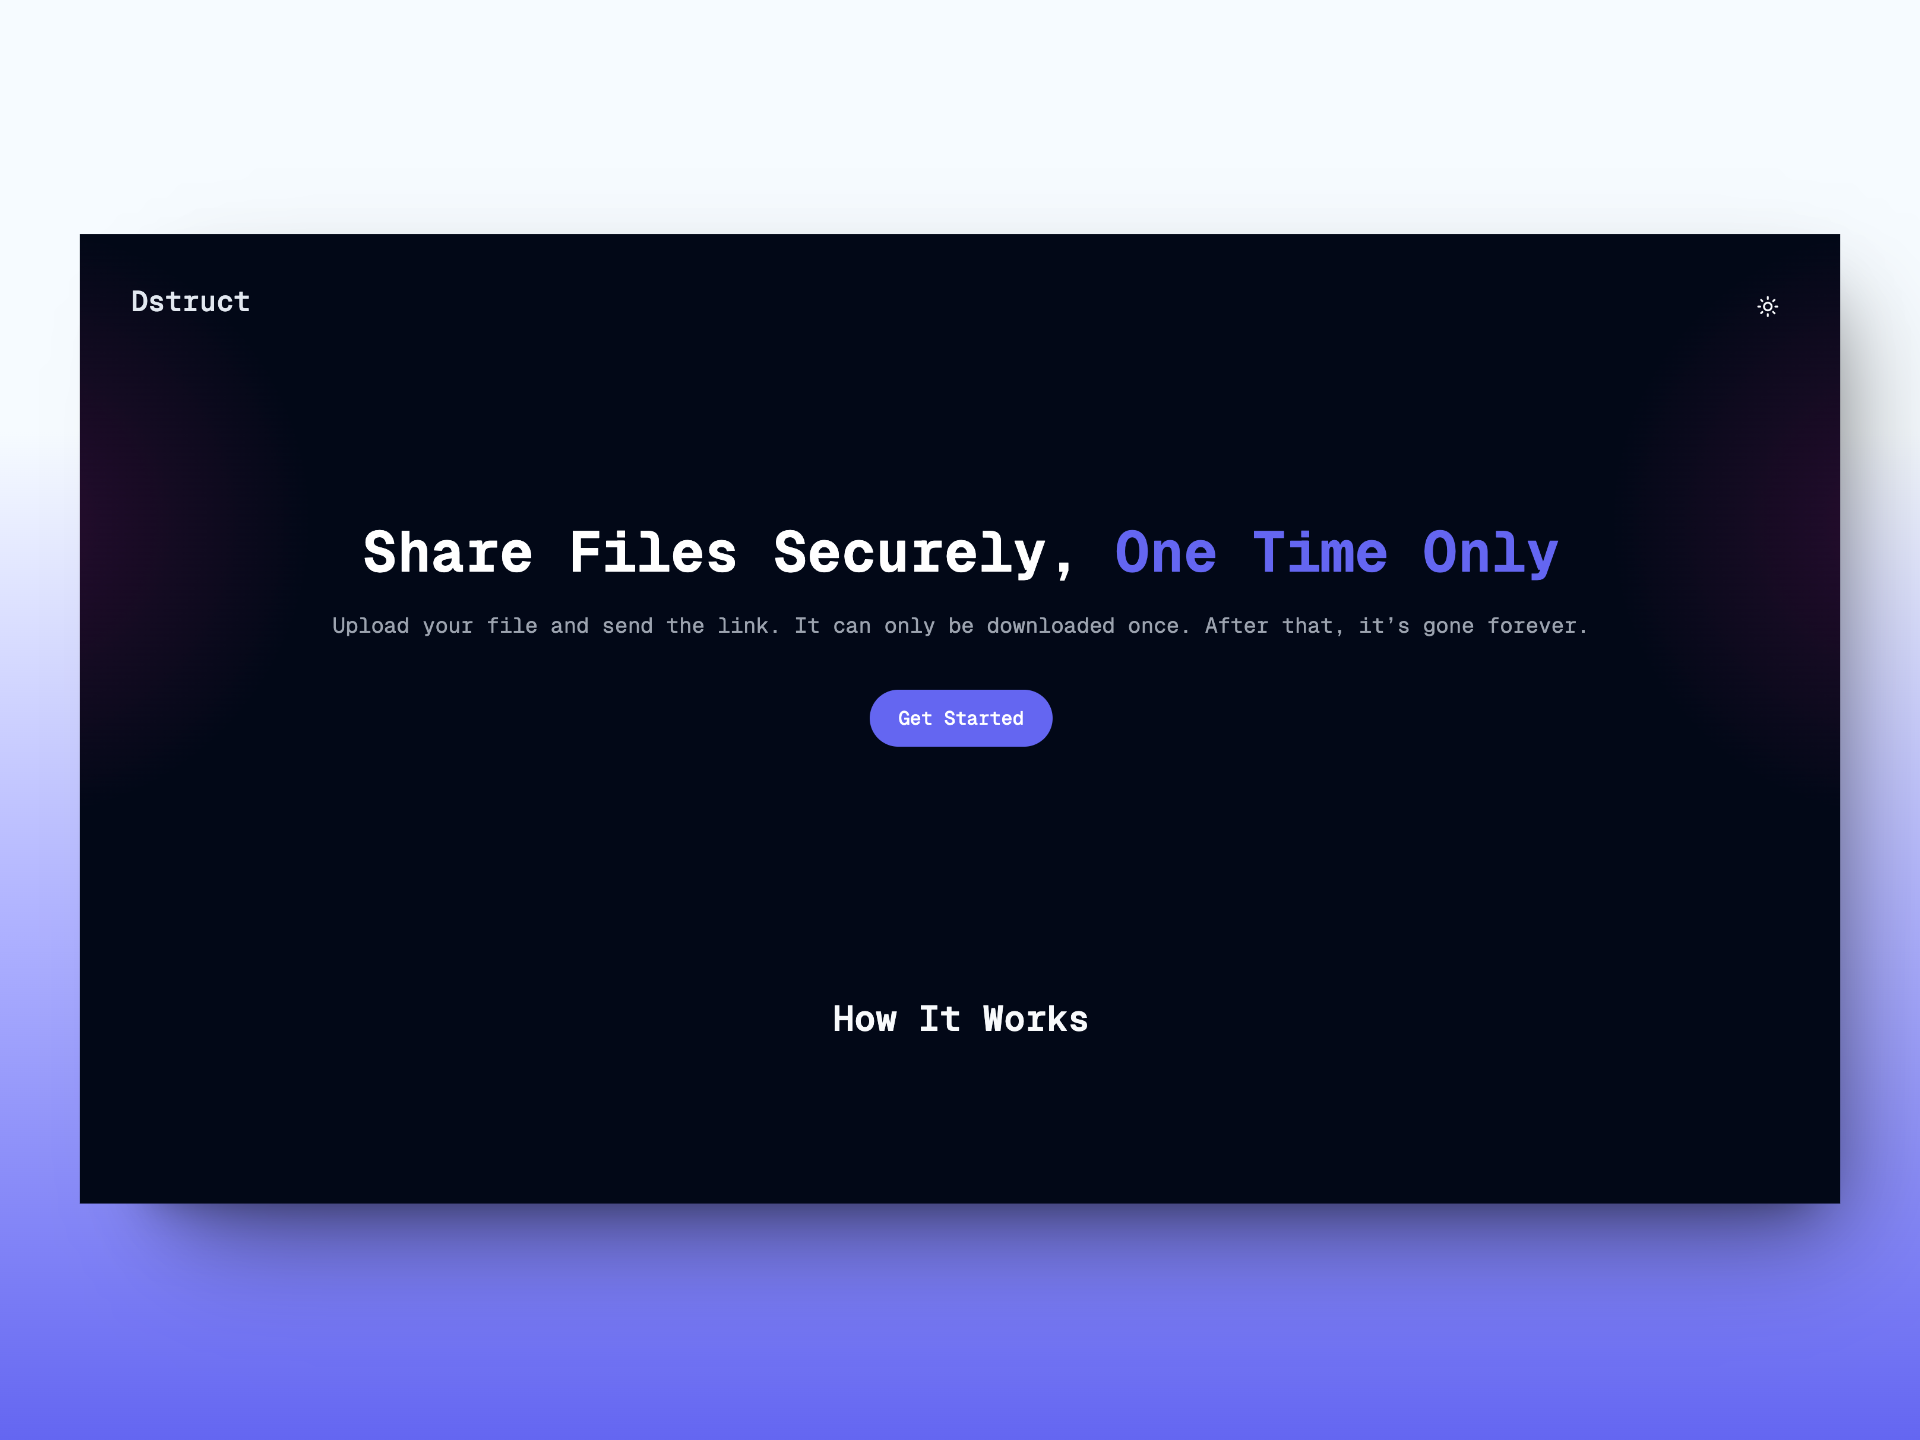 Dstruct
Share Files Securely, One Time Only
Upload your file and send the link. It can only be downloaded once. After that, it’s gone forever.
Get Started
How It Works